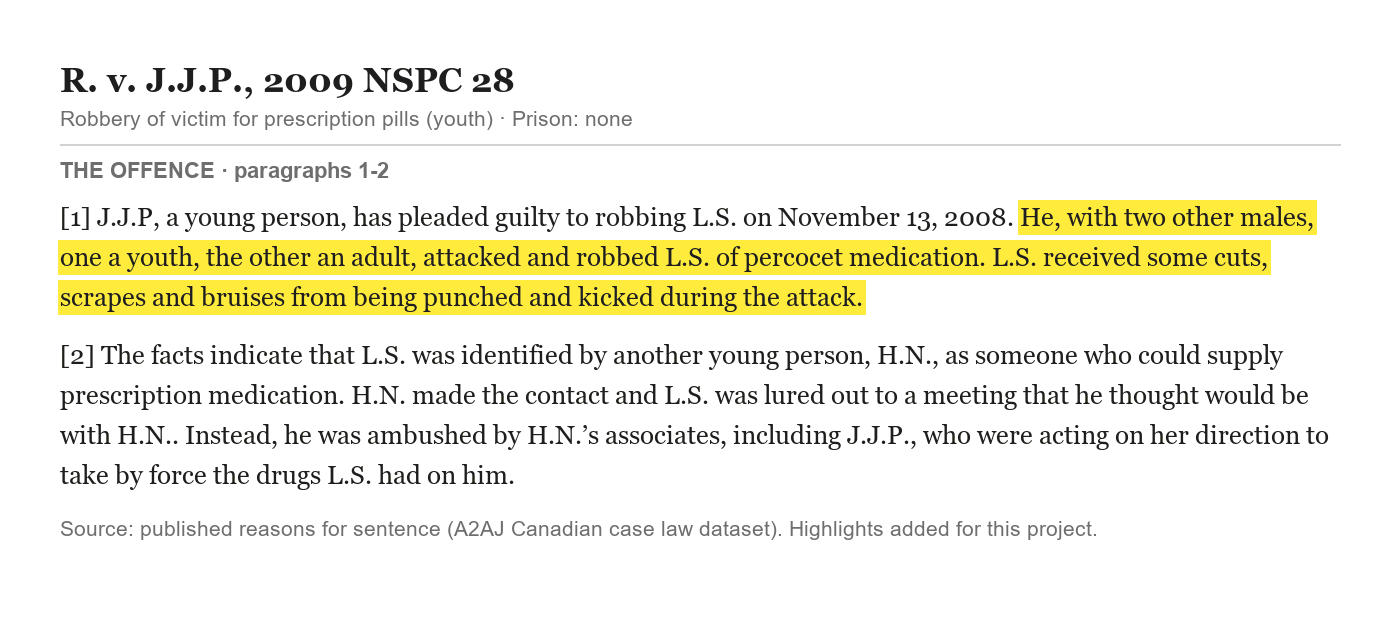 R. v. J.J.P., 2009 NSPC 28
Robbery of victim for prescription pills (youth) · Prison: none
THE OFFENCE · paragraphs 1-2
[1] J.J.P, a young person, has pleaded guilty to robbing L.S. on November 13, 2008. He, with two other males,
one a youth, the other an adult, attacked and robbed L.S. of percocet medication. L.S. received some cuts,
scrapes and bruises from being punched and kicked during the attack.
[2] The facts indicate that L.S. was identified by another young person, H.N., as someone who could supply
prescription medication. H.N. made the contact and L.S. was lured out to a meeting that he thought would be
with H.N.. Instead, he was ambushed by H.N.’s associates, including J.J.P., who were acting on her direction to
take by force the drugs L.S. had on him.
Source: published reasons for sentence (A2AJ Canadian case law dataset). Highlights added for this project.